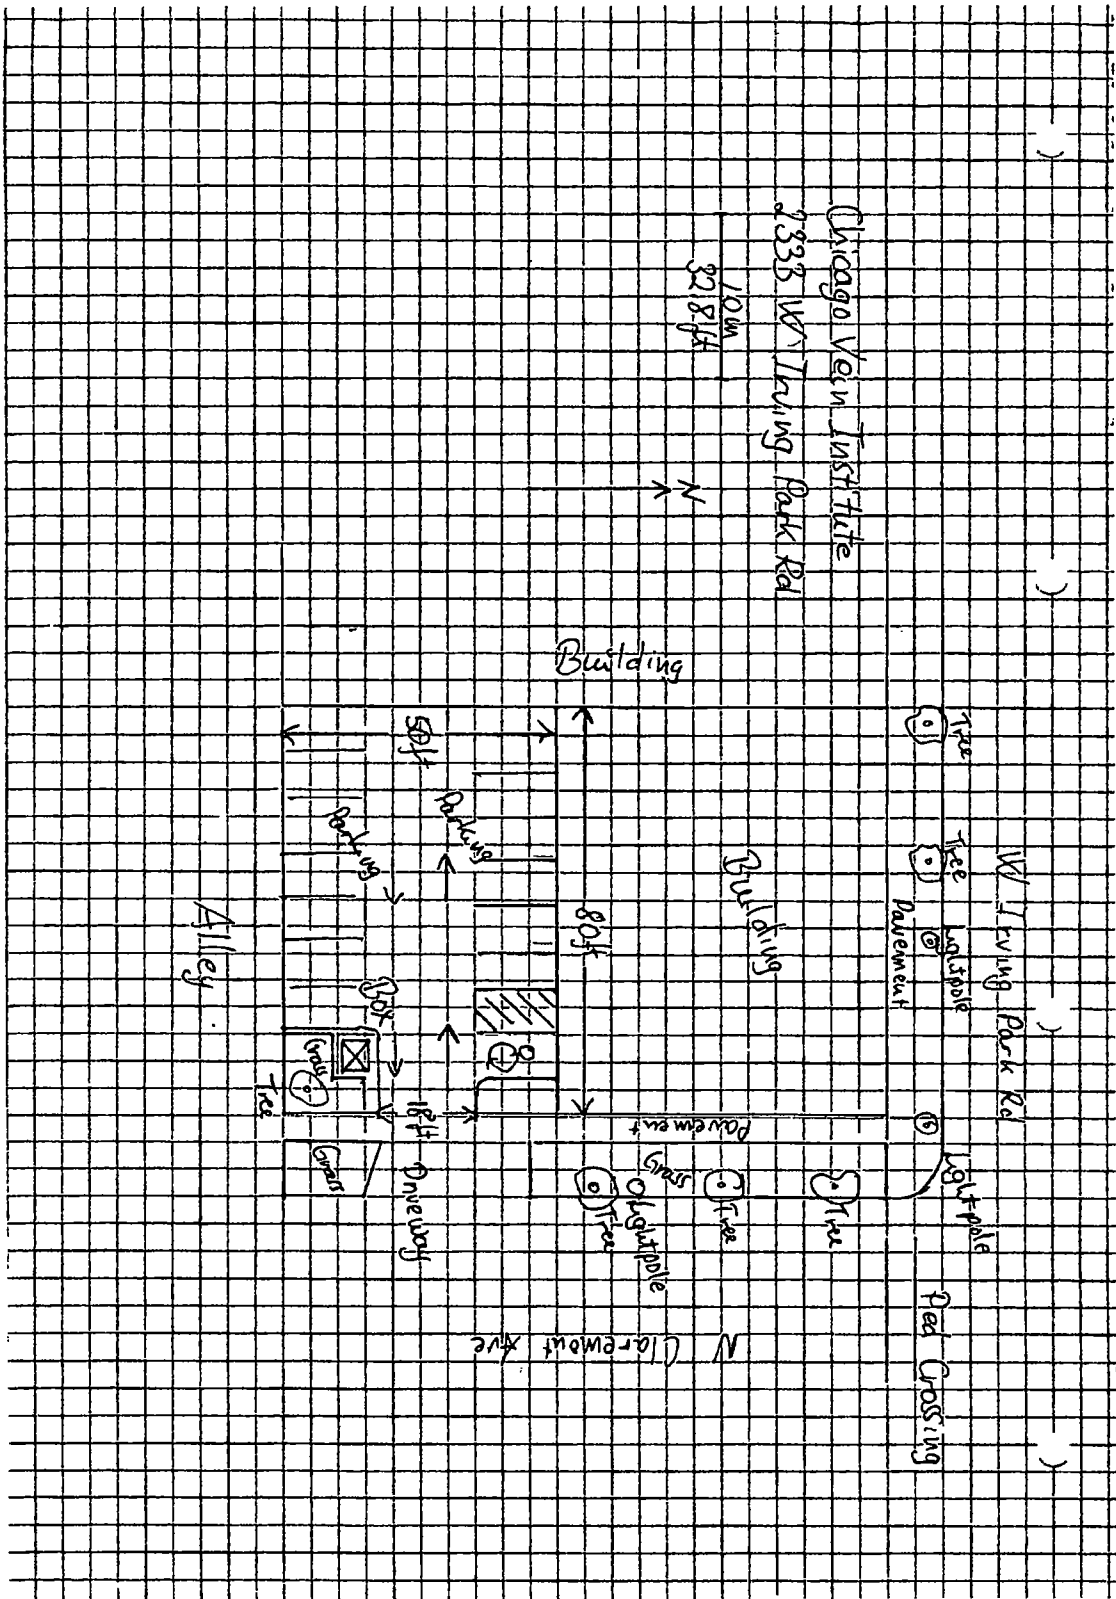 Chicago Vein Institute
2333 W Irving Park Rd
10m
32.8ft
N
W Irving Park Rd
Tree
Tree
Lightpole
Lightpole
Ped Crossing
Pavement
Building
Building
Pavement
Tree
Tree
Grass
Lightpole
Tree
N Claremont Ave
80ft
50ft
Parking
Parking
Box
18ft
Driveway
Grass
Tree
Grass
Alley